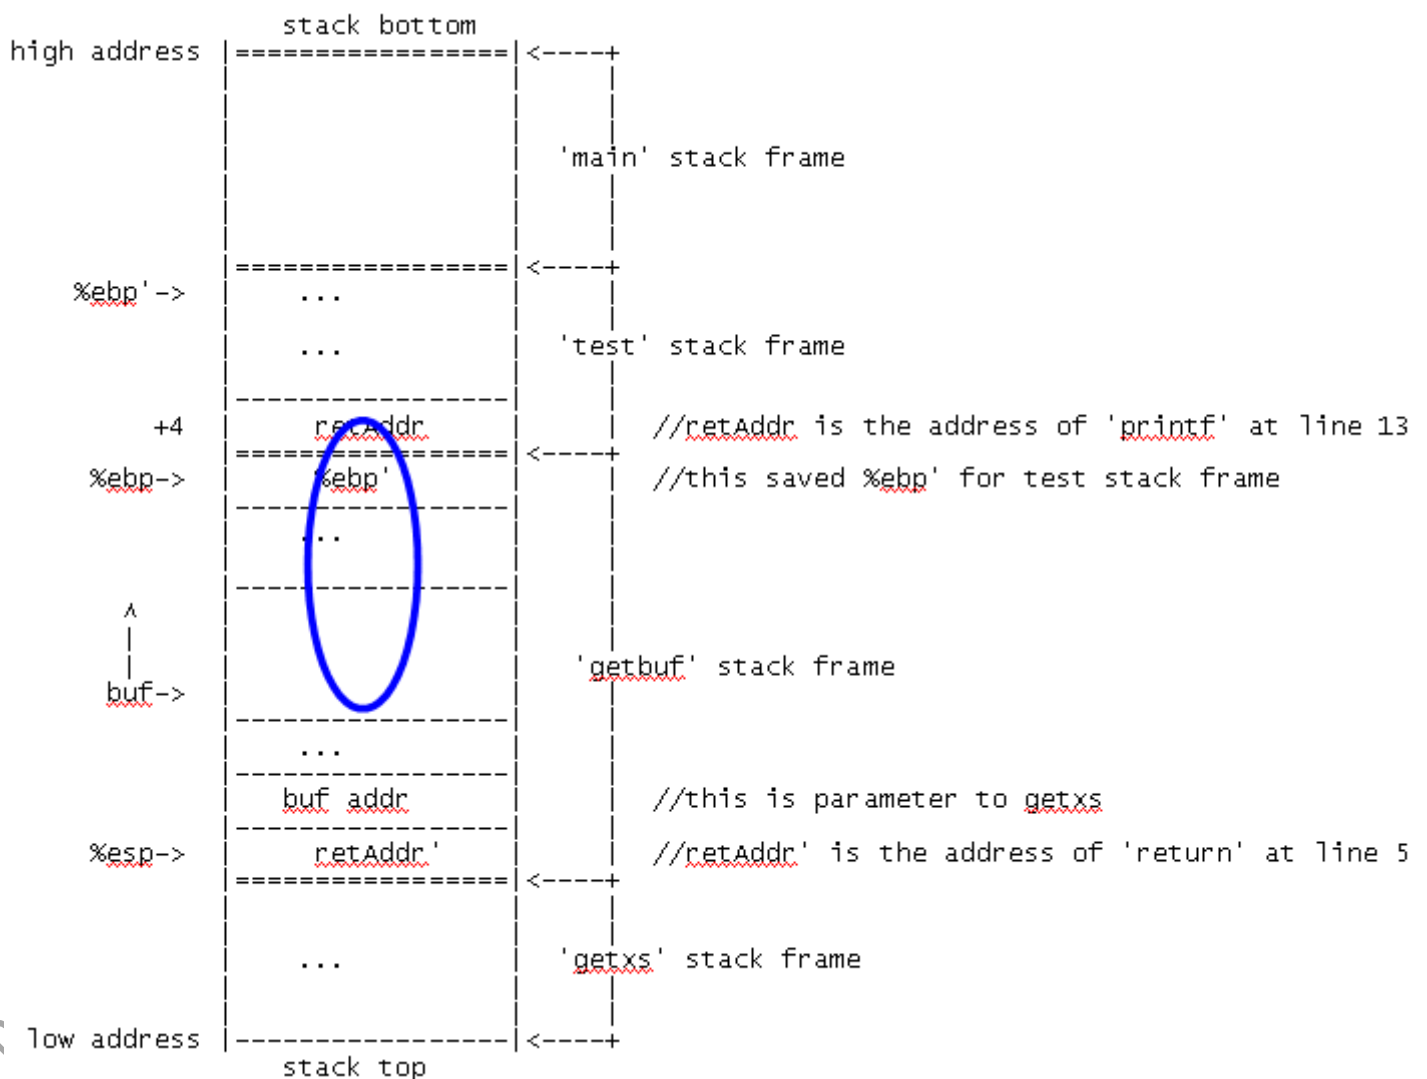 stack bottom
high address |=================|<----+
'main' stack frame
|=================|<----+
%ebp'-> ...
... 'test' stack frame
-----------------
+4 retAddr //retAddr is the address of 'printf' at line 13
=================|<----+
%ebp-> %ebp' //this saved %ebp' for test stack frame
-----------------
...
-----------------
^
|
|
'getbuf' stack frame
buf->
-----------------
...
-----------------
buf addr //this is parameter to getxs
-----------------
%esp-> retAddr' //retAddr' is the address of 'return' at line 5
|=================|<----+
... 'getxs' stack frame
low address |-----------------|<----+
stack top